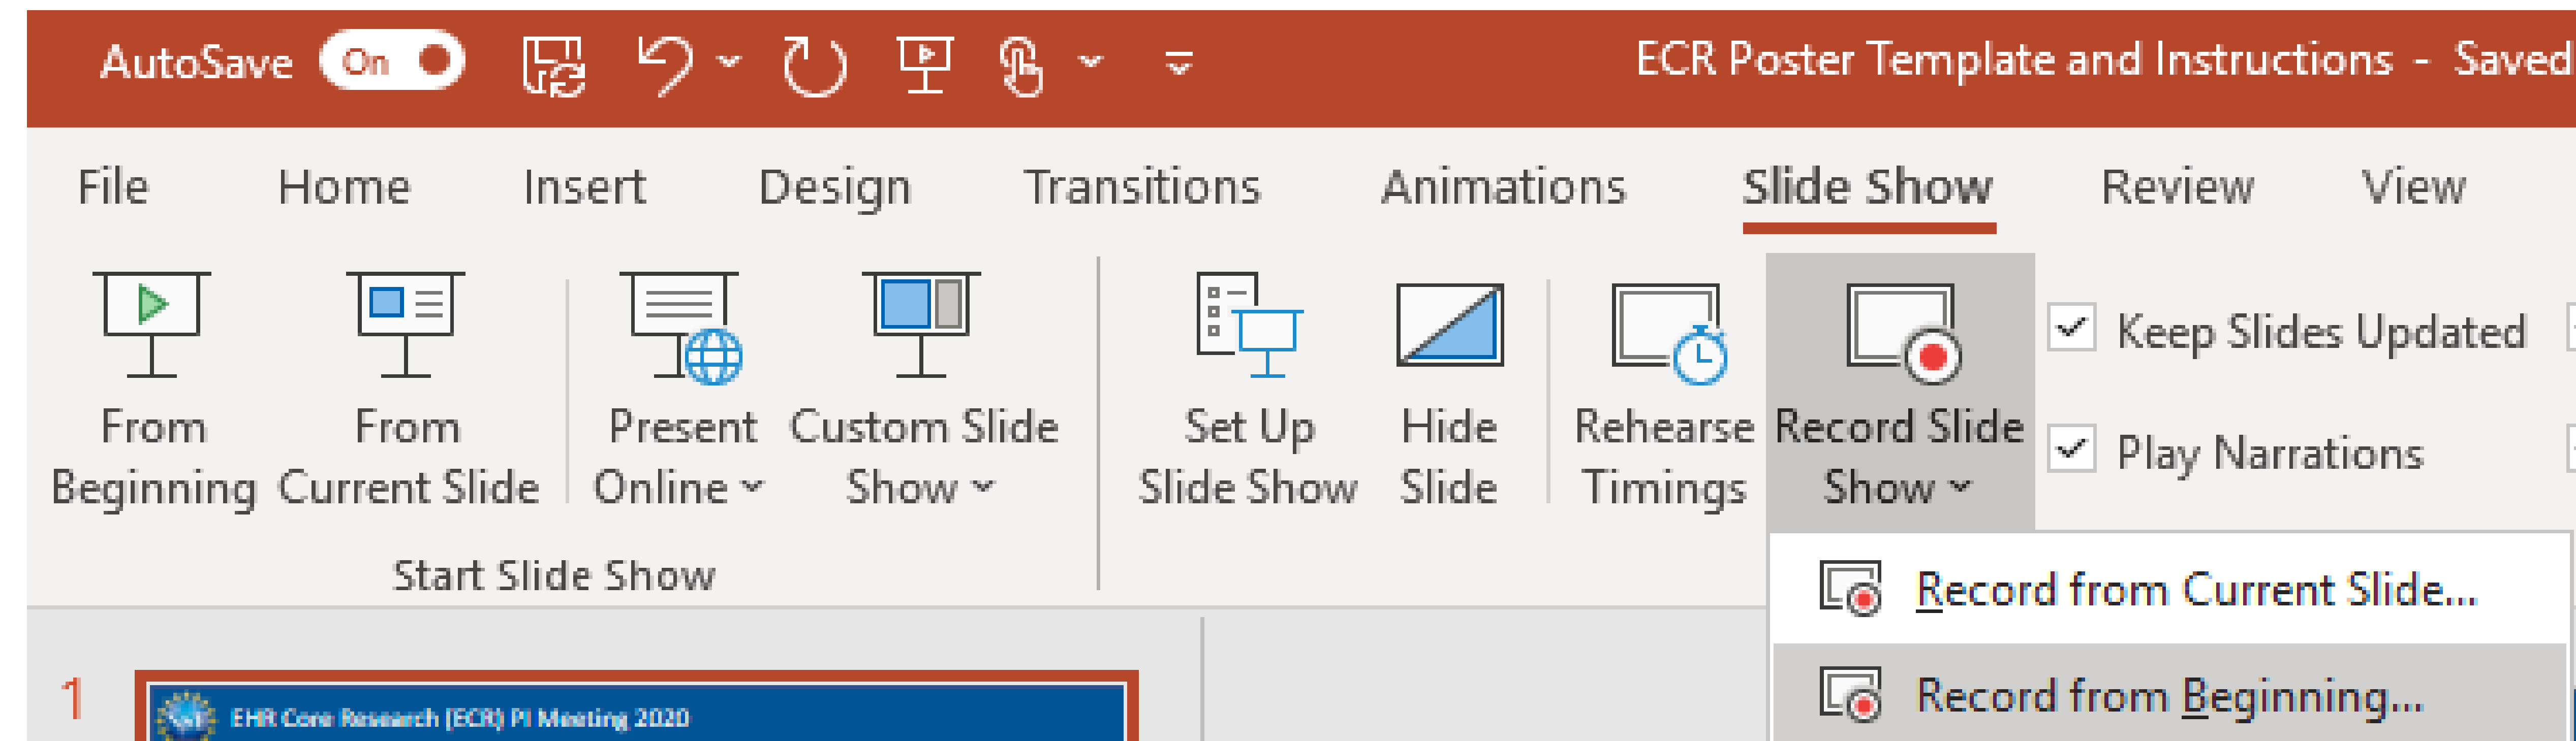 AutoSave On ECR Poster Template and Instructions - Saved
File Home Insert Design Transitions Animations Slide Show Review View
From Beginning
From Current Slide
Present Online
Custom Slide Show
Start Slide Show
Set Up Slide Show
Hide Slide
Rehearse Timings
Record Slide Show
Keep Slides Updated
Play Narrations
Record from Current Slide...
Record from Beginning...
1
EHR Core Research (ECR) PI Meeting 2020